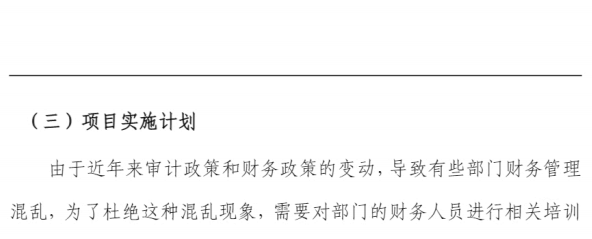 （三）项目实施计划
由于近年来审计政策和财务政策的变动，导致有些部门财务管理
混乱，为了杜绝这种混乱现象，需要对部门的财务人员进行相关培训